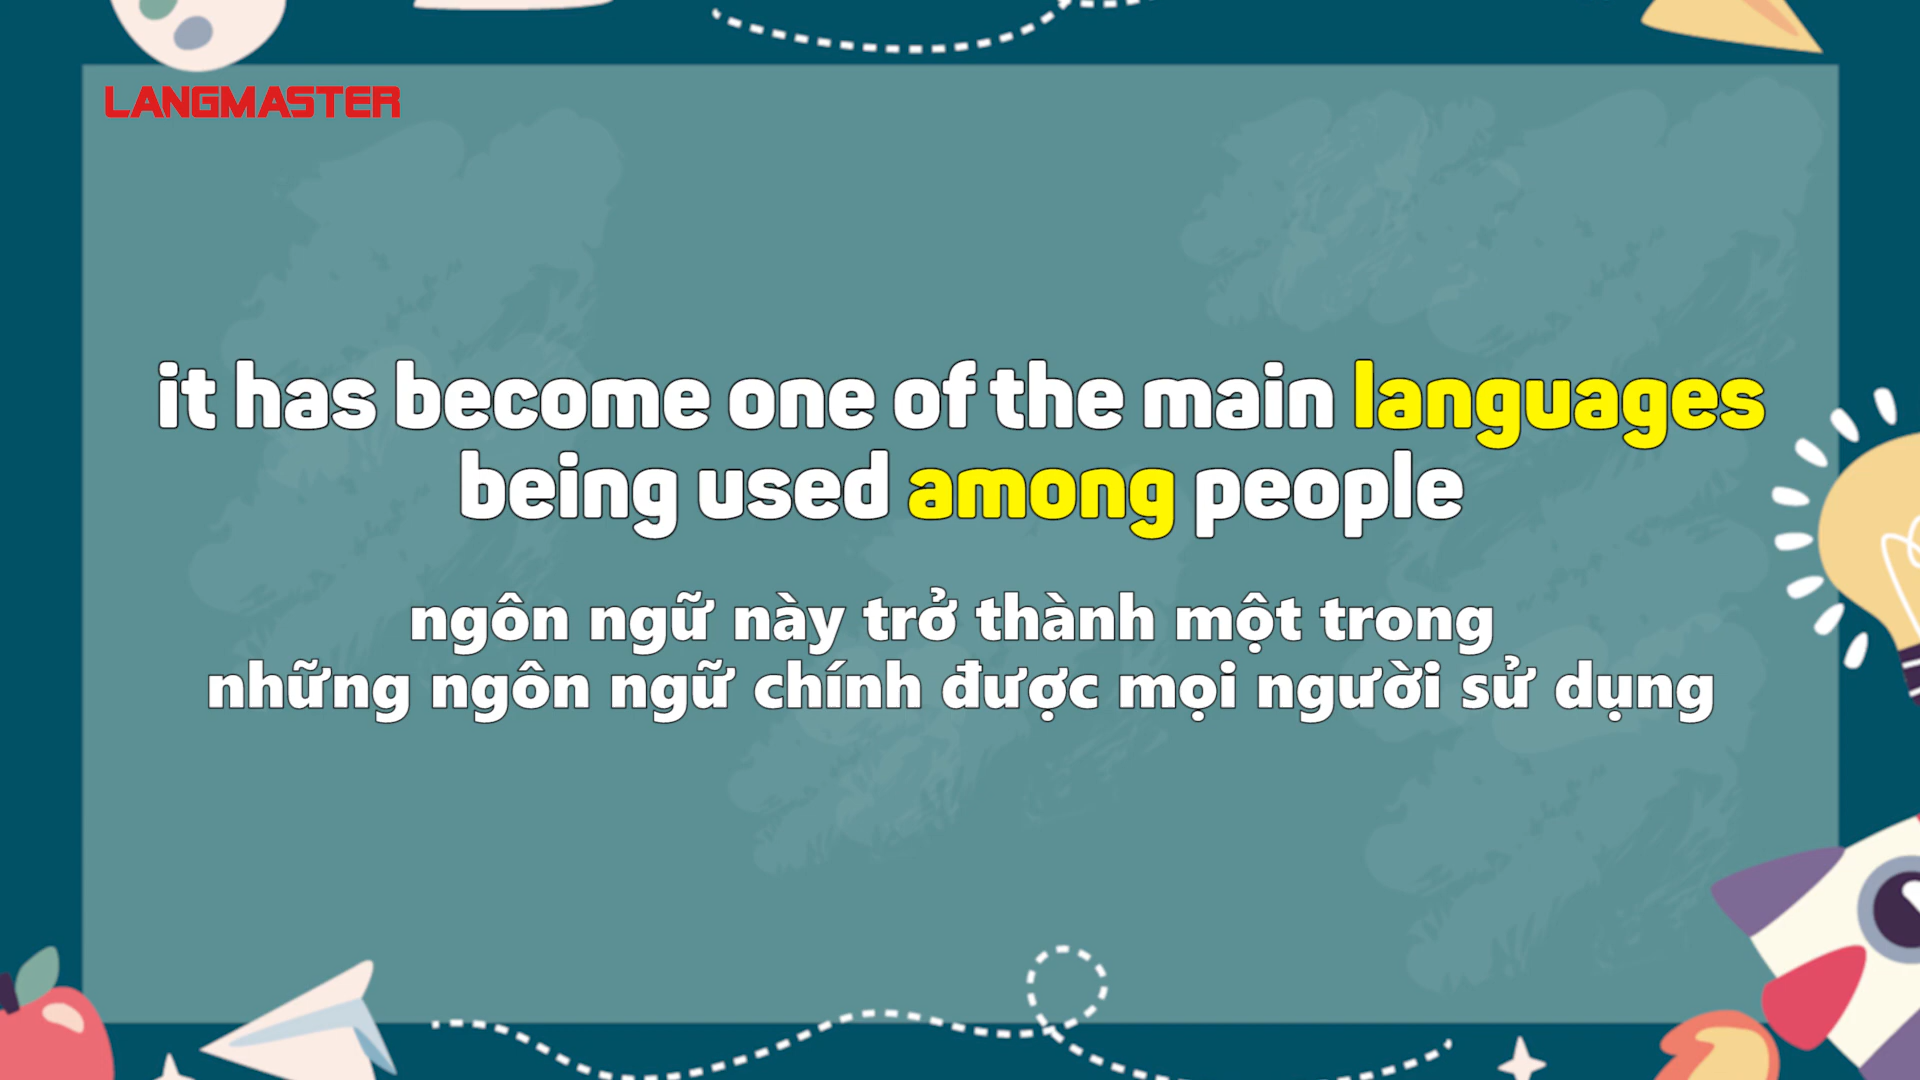 LANGMASTER
it has become one of the main languages
being used among people
ngôn ngữ này trở thành một trong
những ngôn ngữ chính được mọi người sử dụng